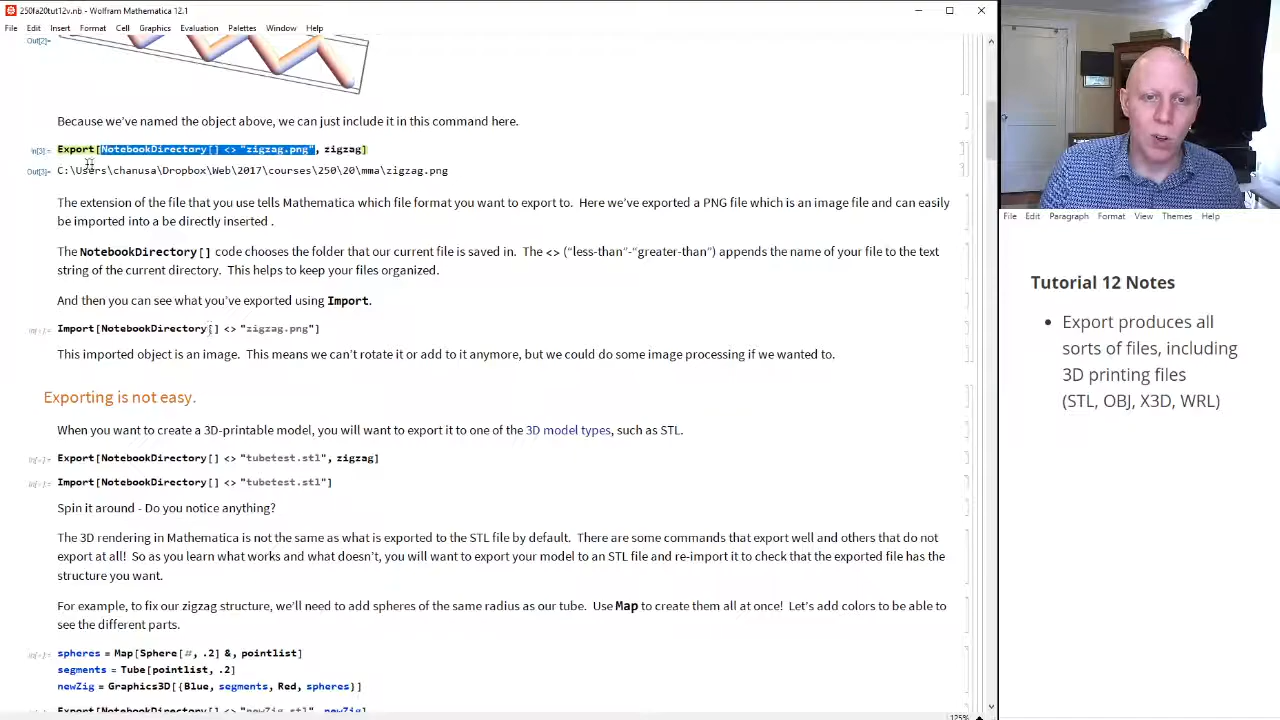 250fa20tut12v.nb - Wolfram Mathematica 12.1
File Edit Insert Format Cell Graphics Evaluation Palettes Window Help
Out[2]=
Because we've named the object above, we can just include it in this command here.
In[3]:= Export[NotebookDirectory[] <> "zigzag.png", zigzag]
Out[3]= C:\Users\chanusa\Dropbox\Web\2017\courses\250\20\mma\zigzag.png
The extension of the file that you use tells Mathematica which file format you want to export to. Here we've exported a PNG file which is an image file and can easily
be imported into a be directly inserted .
The NotebookDirectory[] code chooses the folder that our current file is saved in. The <> ("less-than"-"greater-than") appends the name of your file to the text
string of the current directory. This helps to keep your files organized.
And then you can see what you've exported using Import.
In[•]:= Import[NotebookDirectory[] <> "zigzag.png"]
This imported object is an image. This means we can't rotate it or add to it anymore, but we could do some image processing if we wanted to.
Exporting is not easy.
When you want to create a 3D-printable model, you will want to export it to one of the 3D model types, such as STL.
In[•]:= Export[NotebookDirectory[] <> "tubetest.stl", zigzag]
In[•]:= Import[NotebookDirectory[] <> "tubetest.stl"]
Spin it around - Do you notice anything?
The 3D rendering in Mathematica is not the same as what is exported to the STL file by default. There are some commands that export well and others that do not
export at all! So as you learn what works and what doesn't, you will want to export your model to an STL file and re-import it to check that the exported file has the
structure you want.
For example, to fix our zigzag structure, we'll need to add spheres of the same radius as our tube. Use Map to create them all at once! Let's add colors to be able to
see the different parts.
In[•]:= spheres = Map[Sphere[#, .2] &, pointlist]
segments = Tube[pointlist, .2]
newZig = Graphics3D[{Blue, segments, Red, spheres}]
Export[NotebookDirectory[] <> "newZig.stl", newZig]
125%
File Edit Paragraph Format View Themes Help
Tutorial 12 Notes
• Export produces all
sorts of files, including
3D printing files
(STL, OBJ, X3D, WRL)